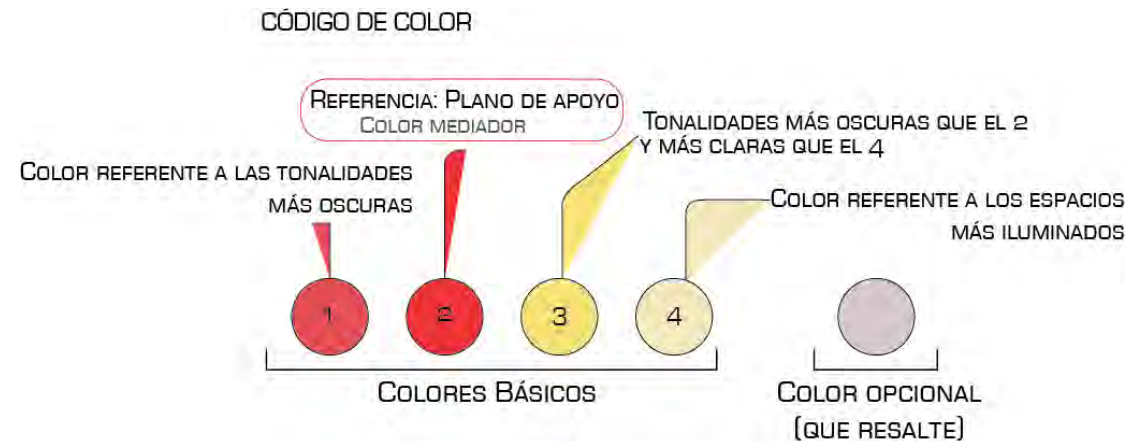 CÓDIGO DE COLOR
REFERENCIA: PLANO DE APOYO
COLOR MEDIADOR
TONALIDADES MÁS OSCURAS QUE EL 2
Y MÁS CLARAS QUE EL 4
COLOR REFERENTE A LAS TONALIDADES
MÁS OSCURAS
COLOR REFERENTE A LOS ESPACIOS
MÁS ILUMINADOS
1
2
3
4
COLORES BÁSICOS
COLOR OPCIONAL
(QUE RESALTE)